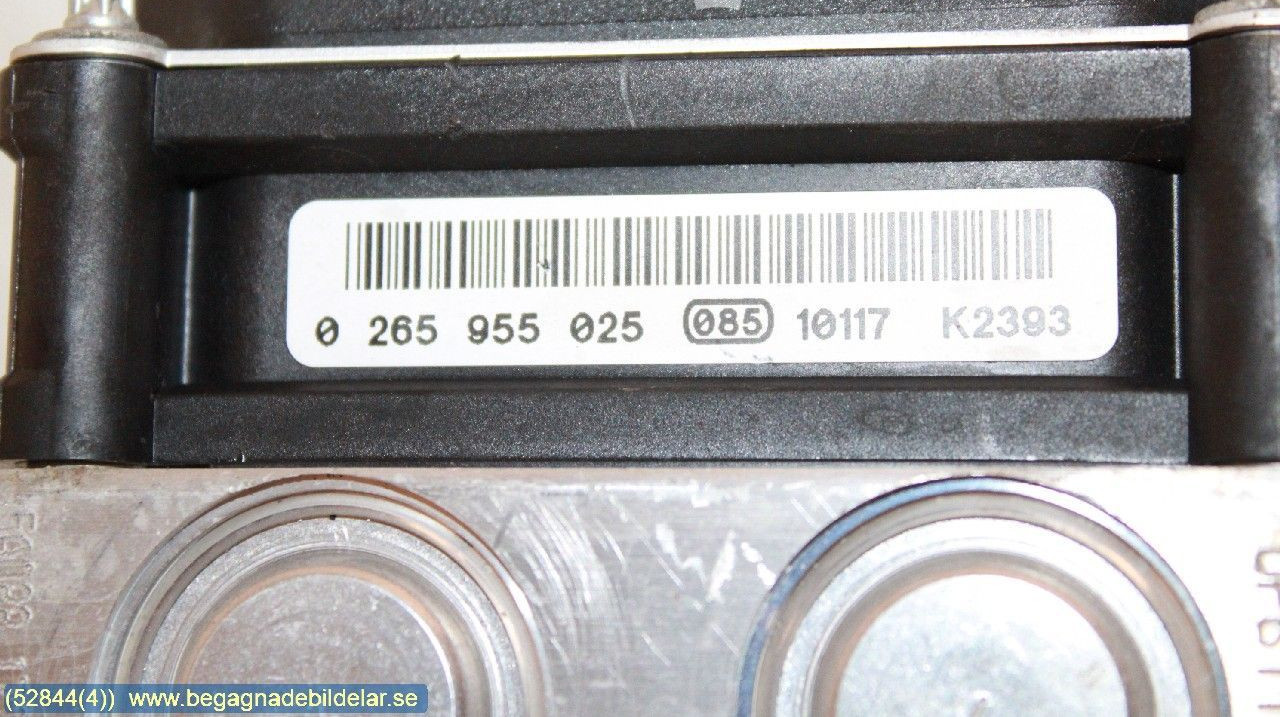 0 265 955 025 085 10117 K2393
(52844(4)) www.begagnadebildelar.se